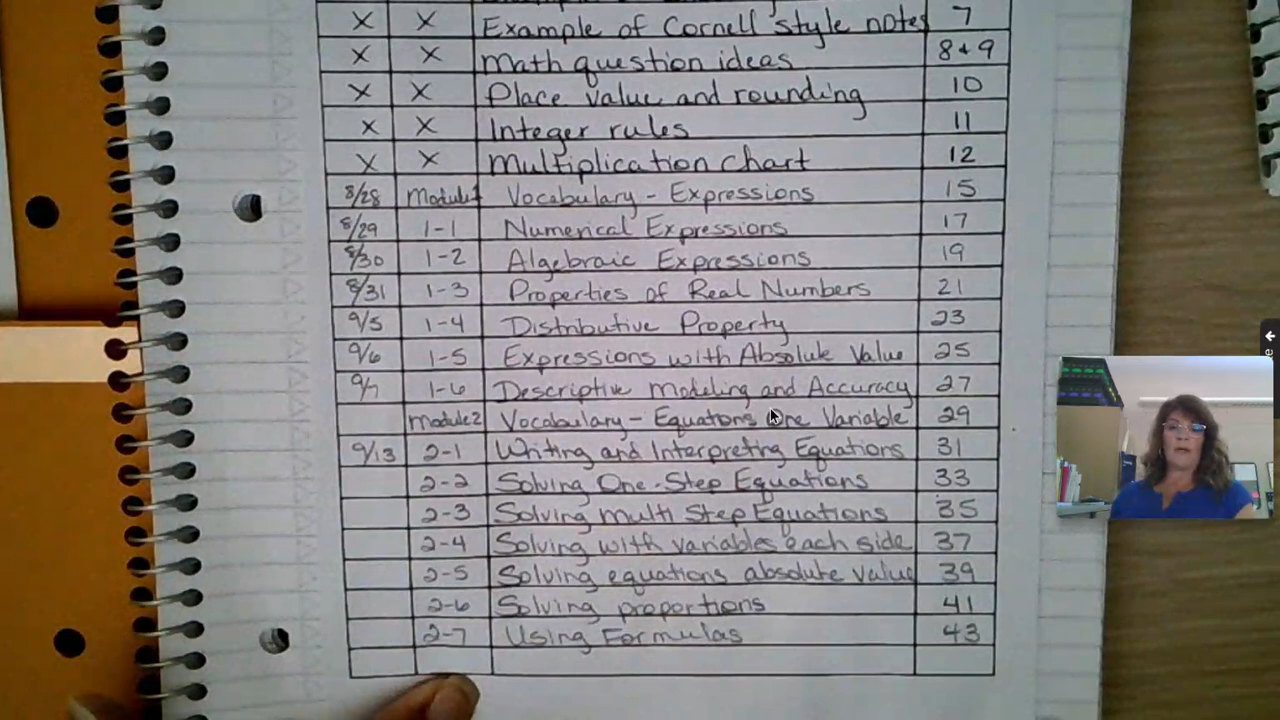 X X Example of Cornell style notes 7
X X Math question ideas 8+9
X X Place value and rounding 10
X X Integer rules 11
X X Multiplication chart 12
8/28 Module1 Vocabulary - Expressions 15
8/29 1-1 Numerical Expressions 17
8/30 1-2 Algebraic Expressions 19
8/31 1-3 Properties of Real Numbers 21
9/5 1-4 Distributive Property 23
9/6 1-5 Expressions with Absolute Value 25
9/7 1-6 Descriptive Modeling and Accuracy 27
Module2 Vocabulary - Equations One Variable 29
9/13 2-1 Writing and Interpreting Equations 31
2-2 Solving One-Step Equations 33
2-3 Solving multi Step Equations 35
2-4 Solving with variables each side 37
2-5 Solving equations absolute value 39
2-6 Solving proportions 41
2-7 Using Formulas 43